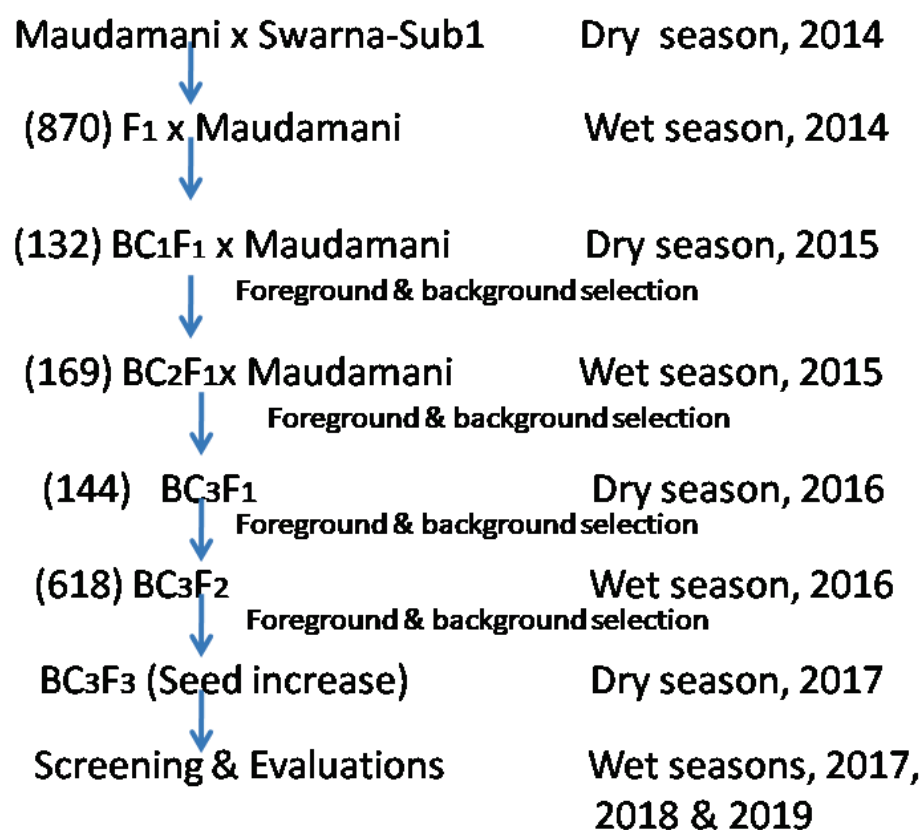 Maudamani x Swarna-Sub1 Dry season, 2014
(870) F1 x Maudamani Wet season, 2014
(132) BC1F1 x Maudamani Dry season, 2015
Foreground & background selection
(169) BC2F1x Maudamani Wet season, 2015
Foreground & background selection
(144) BC3F1 Dry season, 2016
Foreground & background selection
(618) BC3F2 Wet season, 2016
Foreground & background selection
BC3F3 (Seed increase) Dry season, 2017
Screening & Evaluations Wet seasons, 2017,
2018 & 2019